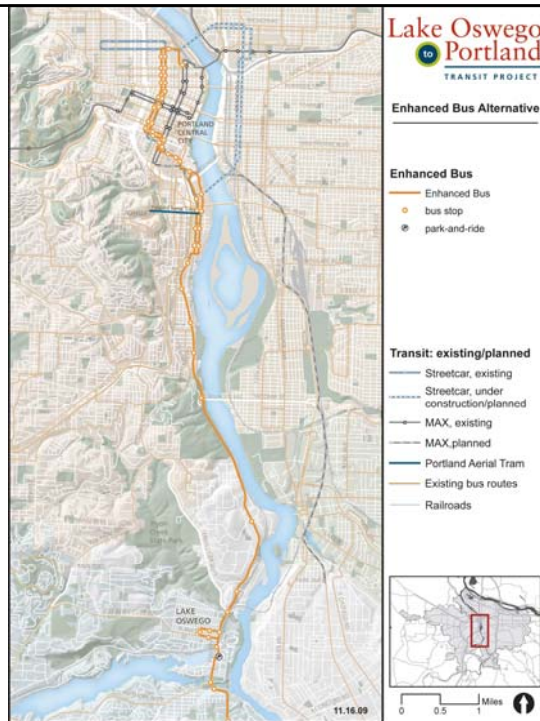 Lake Oswego
to Portland
TRANSIT PROJECT
Enhanced Bus Alternative
Enhanced Bus
Enhanced Bus
bus stop
park-and-ride
Transit: existing/planned
Streetcar, existing
Streetcar, under
construction/planned
MAX, existing
MAX,planned
Portland Aerial Tram
Existing bus routes
Railroads
0 0.5 1 Miles
PORTLAND
CENTRAL
CITY
LAKE
OSWEGO
11.16.09